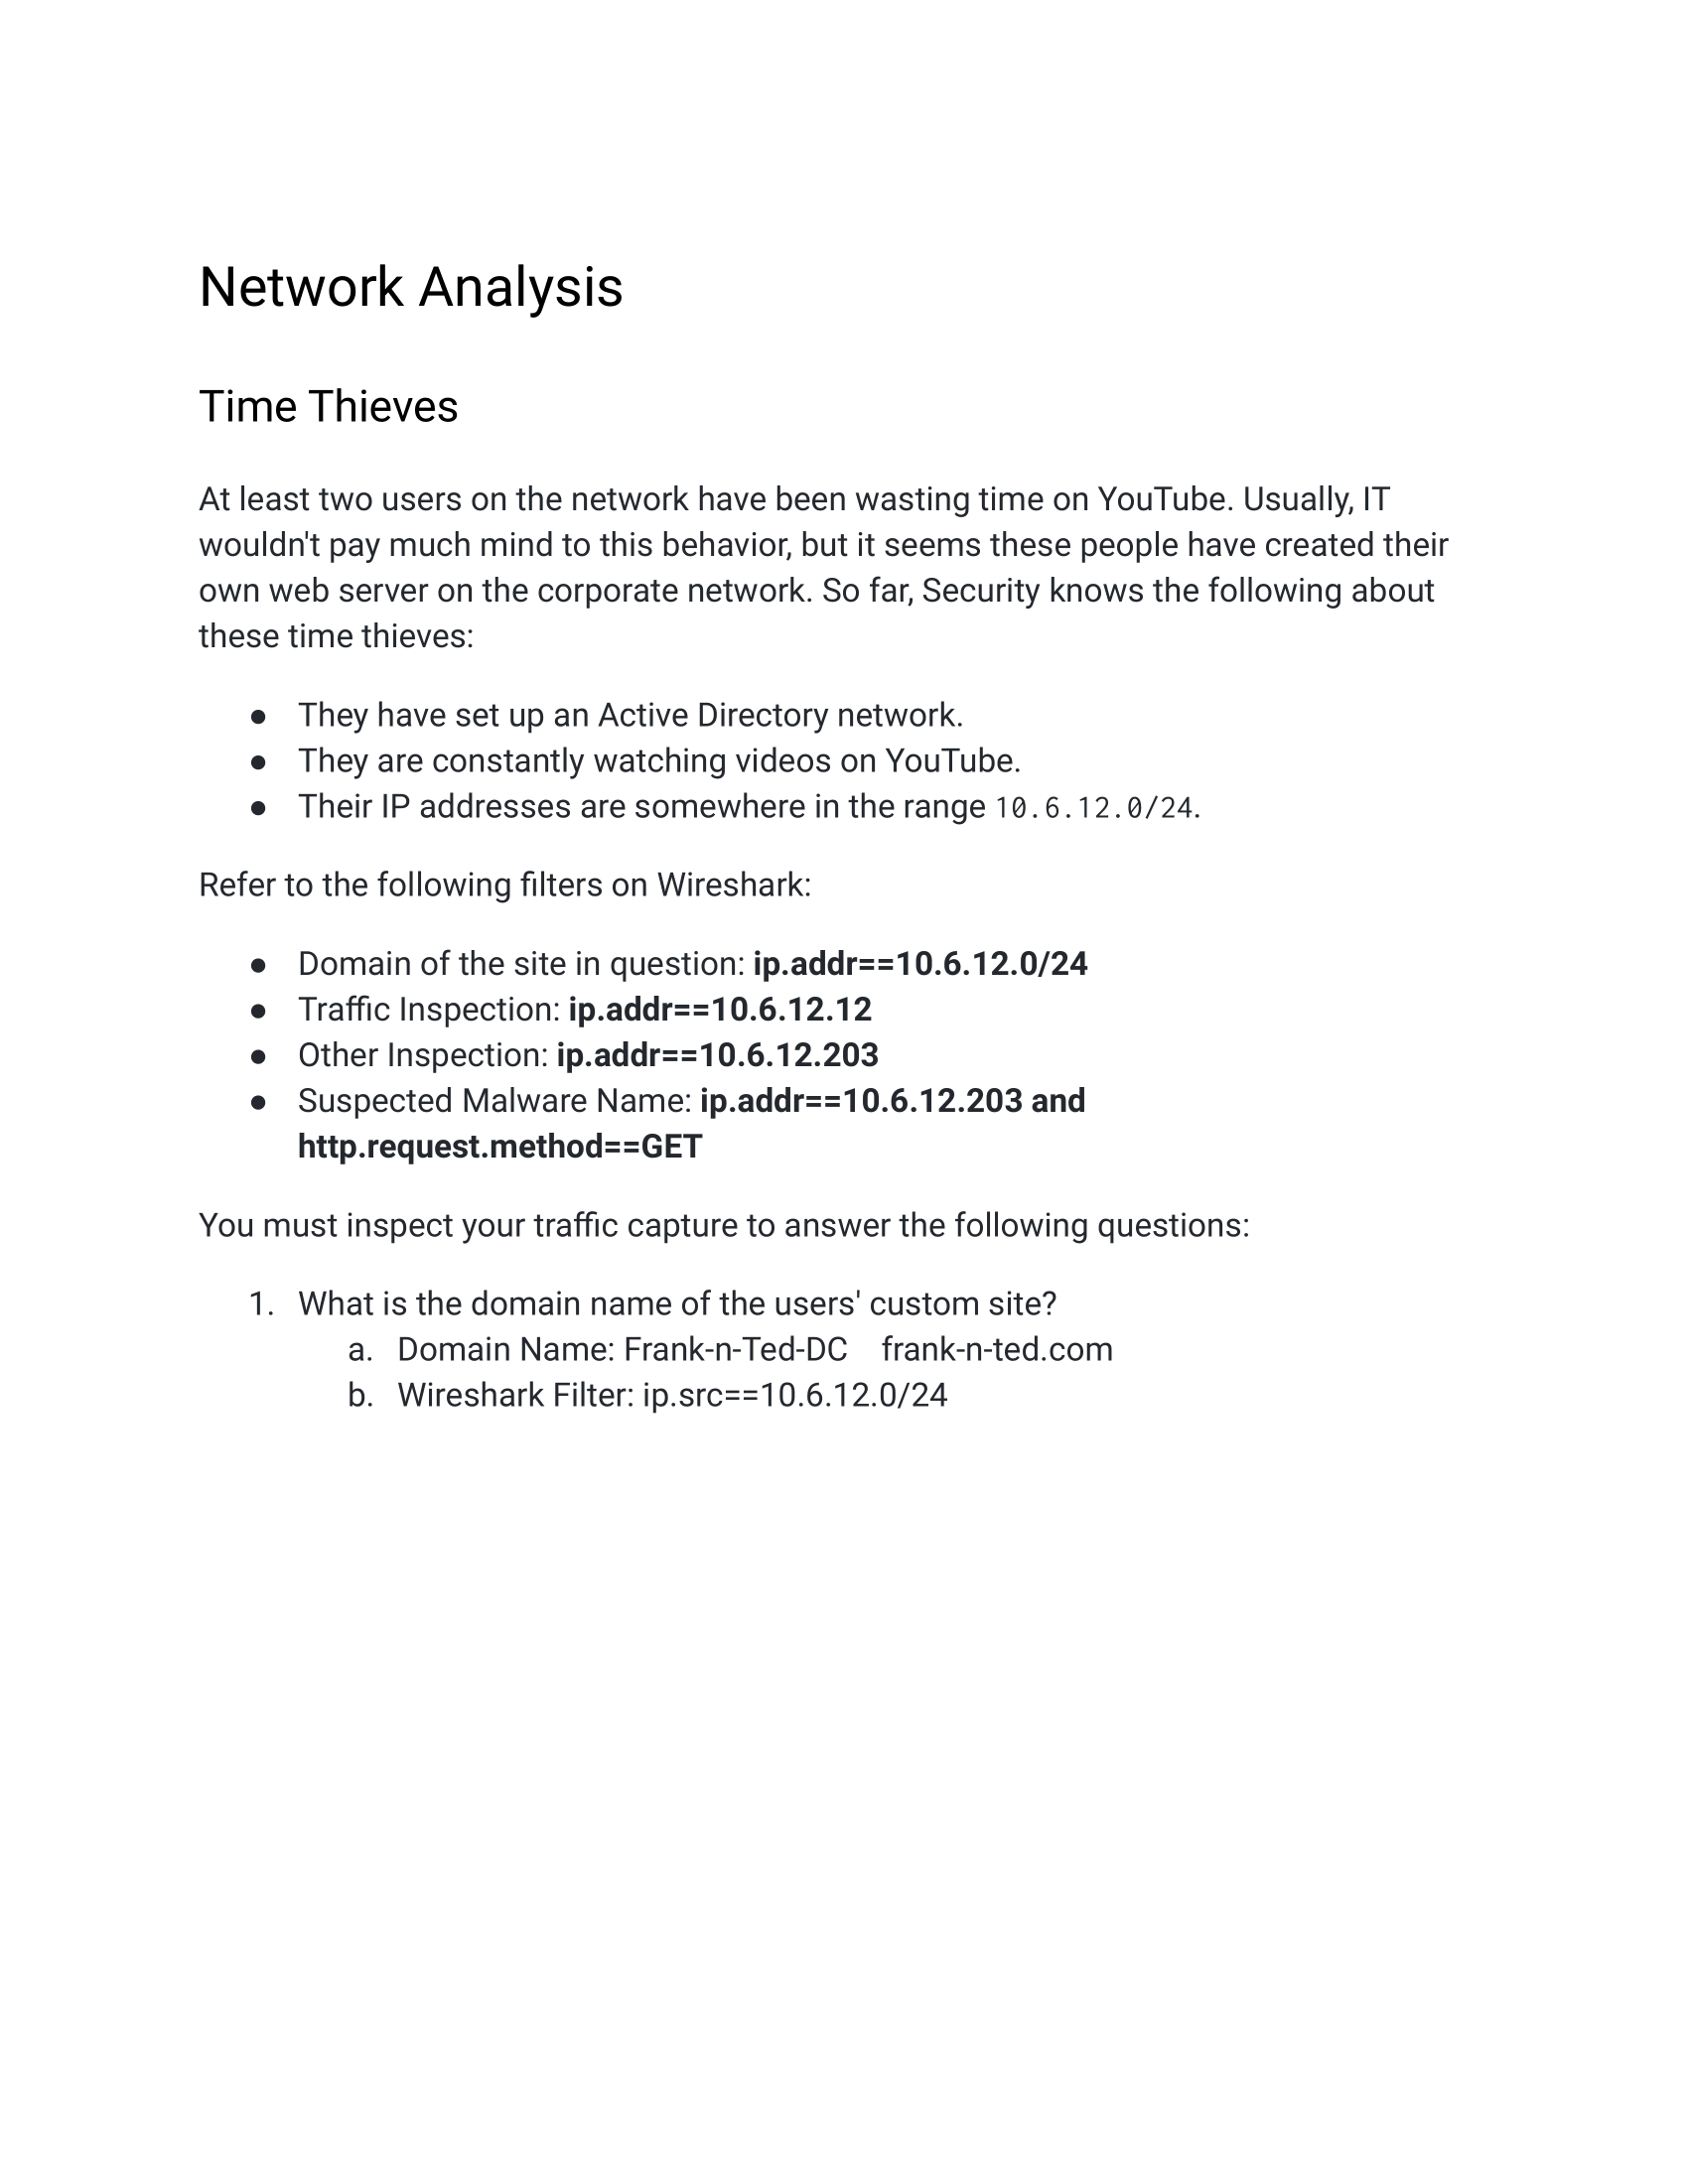 Network Analysis
Time Thieves
At least two users on the network have been wasting time on YouTube. Usually, IT
wouldn't pay much mind to this behavior, but it seems these people have created their
own web server on the corporate network. So far, Security knows the following about
these time thieves:
● They have set up an Active Directory network.
● They are constantly watching videos on YouTube.
● Their IP addresses are somewhere in the range 10.6.12.0/24.
Refer to the following filters on Wireshark:
● Domain of the site in question: ip.addr==10.6.12.0/24
● Traffic Inspection: ip.addr==10.6.12.12
● Other Inspection: ip.addr==10.6.12.203
● Suspected Malware Name: ip.addr==10.6.12.203 and
http.request.method==GET
You must inspect your traffic capture to answer the following questions:
1. What is the domain name of the users' custom site?
a. Domain Name: Frank-n-Ted-DC frank-n-ted.com
b. Wireshark Filter: ip.src==10.6.12.0/24